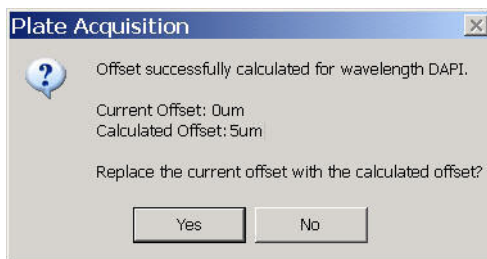 Plate Acquisition
Offset successfully calculated for wavelength DAPI.
Current Offset: 0um
Calculated Offset: 5um
Replace the current offset with the calculated offset?
Yes
No